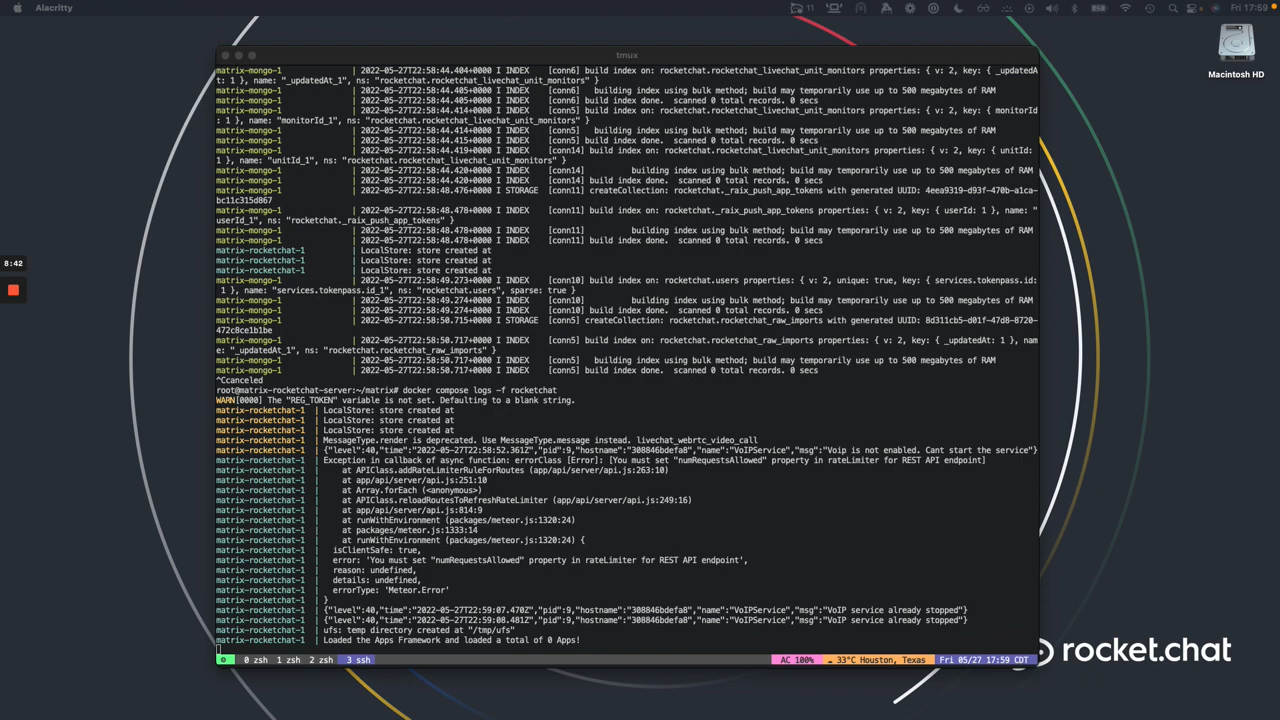 Alacritty
11
Fri 17:59
Macintosh HD
8:42
tmux
matrix-mongo-1 | 2022-05-27T22:58:44.404+0000 I INDEX [conn6] build index on: rocketchat.rocketchat_livechat_unit_monitors properties: { v: 2, key: { _updatedA
t: 1 }, name: "_updatedAt_1", ns: "rocketchat.rocketchat_livechat_unit_monitors" }
matrix-mongo-1 | 2022-05-27T22:58:44.405+0000 I INDEX [conn6] building index using bulk method; build may temporarily use up to 500 megabytes of RAM
matrix-mongo-1 | 2022-05-27T22:58:44.405+0000 I INDEX [conn6] build index done. scanned 0 total records. 0 secs
matrix-mongo-1 | 2022-05-27T22:58:44.414+0000 I INDEX [conn5] build index on: rocketchat.rocketchat_livechat_unit_monitors properties: { v: 2, key: { monitorId
: 1 }, name: "monitorId_1", ns: "rocketchat.rocketchat_livechat_unit_monitors" }
matrix-mongo-1 | 2022-05-27T22:58:44.414+0000 I INDEX [conn5] building index using bulk method; build may temporarily use up to 500 megabytes of RAM
matrix-mongo-1 | 2022-05-27T22:58:44.415+0000 I INDEX [conn5] build index done. scanned 0 total records. 0 secs
matrix-mongo-1 | 2022-05-27T22:58:44.419+0000 I INDEX [conn14] build index on: rocketchat.rocketchat_livechat_unit_monitors properties: { v: 2, key: { unitId:
1 }, name: "unitId_1", ns: "rocketchat.rocketchat_livechat_unit_monitors" }
matrix-mongo-1 | 2022-05-27T22:58:44.420+0000 I INDEX [conn14] building index using bulk method; build may temporarily use up to 500 megabytes of RAM
matrix-mongo-1 | 2022-05-27T22:58:44.420+0000 I INDEX [conn14] build index done. scanned 0 total records. 0 secs
matrix-mongo-1 | 2022-05-27T22:58:48.476+0000 I STORAGE [conn11] createCollection: rocketchat._raix_push_app_tokens with generated UUID: 4eea9319-d93f-470b-a1ca-
bc11c315d867
matrix-mongo-1 | 2022-05-27T22:58:48.478+0000 I INDEX [conn11] build index on: rocketchat._raix_push_app_tokens properties: { v: 2, key: { userId: 1 }, name: "
userId_1", ns: "rocketchat._raix_push_app_tokens" }
matrix-mongo-1 | 2022-05-27T22:58:48.478+0000 I INDEX [conn11] building index using bulk method; build may temporarily use up to 500 megabytes of RAM
matrix-mongo-1 | 2022-05-27T22:58:48.479+0000 I INDEX [conn11] build index done. scanned 0 total records. 0 secs
matrix-rocketchat-1 | LocalStore: store created at
matrix-rocketchat-1 | LocalStore: store created at
matrix-rocketchat-1 | LocalStore: store created at
matrix-mongo-1 | 2022-05-27T22:58:49.273+0000 I INDEX [conn10] build index on: rocketchat.users properties: { v: 2, unique: true, key: { services.tokenpass.id:
1 }, name: "services.tokenpass.id_1", ns: "rocketchat.users", sparse: true }
matrix-mongo-1 | 2022-05-27T22:58:49.274+0000 I INDEX [conn10] building index using bulk method; build may temporarily use up to 500 megabytes of RAM
matrix-mongo-1 | 2022-05-27T22:58:49.274+0000 I INDEX [conn10] build index done. scanned 0 total records. 0 secs
matrix-mongo-1 | 2022-05-27T22:58:50.715+0000 I STORAGE [conn5] createCollection: rocketchat.rocketchat_raw_imports with generated UUID: 8d311cb5-d01f-47d8-8720-
472c8ce1b1be
matrix-mongo-1 | 2022-05-27T22:58:50.717+0000 I INDEX [conn5] build index on: rocketchat.rocketchat_raw_imports properties: { v: 2, key: { _updatedAt: 1 }, nam
e: "_updatedAt_1", ns: "rocketchat.rocketchat_raw_imports" }
matrix-mongo-1 | 2022-05-27T22:58:50.717+0000 I INDEX [conn5] building index using bulk method; build may temporarily use up to 500 megabytes of RAM
matrix-mongo-1 | 2022-05-27T22:58:50.717+0000 I INDEX [conn5] build index done. scanned 0 total records. 0 secs
^Ccanceled
root@matrix-rocketchat-server:~/matrix# docker compose logs -f rocketchat
WARN[0000] The "REG_TOKEN" variable is not set. Defaulting to a blank string.
matrix-rocketchat-1 | LocalStore: store created at
matrix-rocketchat-1 | LocalStore: store created at
matrix-rocketchat-1 | LocalStore: store created at
matrix-rocketchat-1 | MessageType.render is deprecated. Use MessageType.message instead. livechat_webrtc_video_call
matrix-rocketchat-1 | {"level":40,"time":"2022-05-27T22:58:52.361Z","pid":9,"hostname":"308846bdefa8","name":"VoIPService","msg":"Voip is not enabled. Cant start the service"}
matrix-rocketchat-1 | Exception in callback of async function: errorClass [Error]: [You must set "numRequestsAllowed" property in rateLimiter for REST API endpoint]
matrix-rocketchat-1 | at APIClass.addRateLimiterRuleForRoutes (app/api/server/api.js:263:10)
matrix-rocketchat-1 | at app/api/server/api.js:251:10
matrix-rocketchat-1 | at Array.forEach (<anonymous>)
matrix-rocketchat-1 | at APIClass.reloadRoutesToRefreshRateLimiter (app/api/server/api.js:249:16)
matrix-rocketchat-1 | at app/api/server/api.js:814:9
matrix-rocketchat-1 | at runWithEnvironment (packages/meteor.js:1320:24)
matrix-rocketchat-1 | at packages/meteor.js:1333:14
matrix-rocketchat-1 | at runWithEnvironment (packages/meteor.js:1320:24) {
matrix-rocketchat-1 | isClientSafe: true,
matrix-rocketchat-1 | error: 'You must set "numRequestsAllowed" property in rateLimiter for REST API endpoint',
matrix-rocketchat-1 | reason: undefined,
matrix-rocketchat-1 | details: undefined,
matrix-rocketchat-1 | errorType: 'Meteor.Error'
matrix-rocketchat-1 | }
matrix-rocketchat-1 | {"level":40,"time":"2022-05-27T22:59:07.470Z","pid":9,"hostname":"308846bdefa8","name":"VoIPService","msg":"VoIP service already stopped"}
matrix-rocketchat-1 | {"level":40,"time":"2022-05-27T22:59:08.481Z","pid":9,"hostname":"308846bdefa8","name":"VoIPService","msg":"VoIP service already stopped"}
matrix-rocketchat-1 | ufs: temp directory created at "/tmp/ufs"
matrix-rocketchat-1 | Loaded the Apps Framework and loaded a total of 0 Apps!
0 zsh 1 zsh 2 zsh 3 ssh AC 100% 33°C Houston, Texas Fri 05/27 17:59 CDT
rocket.chat